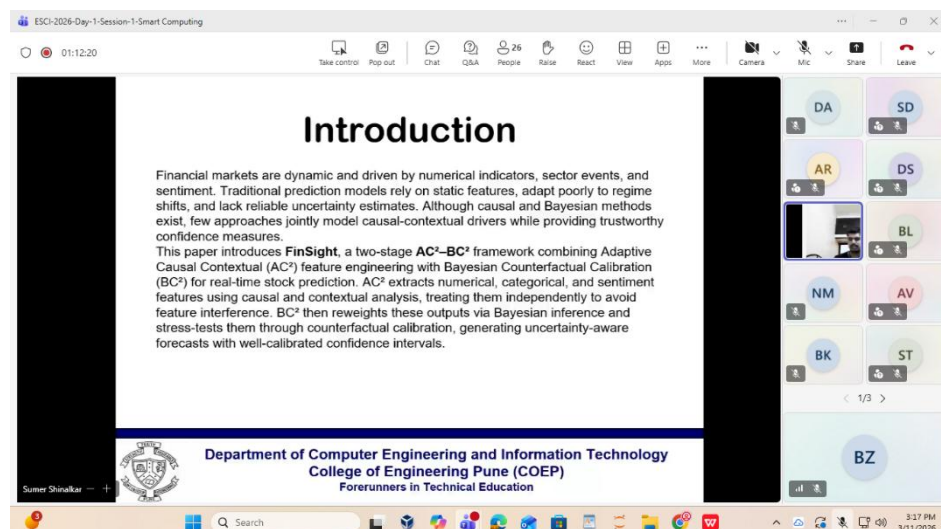 ESCI-2026-Day-1-Session-1-Smart Computing
01:12:20
Take control
Pop out
Chat
Q&A
26
People
Raise
React
View
Apps
More
Camera
Mic
Share
Leave
Introduction
Financial markets are dynamic and driven by numerical indicators, sector events, and
sentiment. Traditional prediction models rely on static features, adapt poorly to regime
shifts, and lack reliable uncertainty estimates. Although causal and Bayesian methods
exist, few approaches jointly model causal-contextual drivers while providing trustworthy
confidence measures.
This paper introduces FinSight, a two-stage AC²–BC² framework combining Adaptive
Causal Contextual (AC²) feature engineering with Bayesian Counterfactual Calibration
(BC²) for real-time stock prediction. AC² extracts numerical, categorical, and sentiment
features using causal and contextual analysis, treating them independently to avoid
feature interference. BC² then reweights these outputs via Bayesian inference and
stress-tests them through counterfactual calibration, generating uncertainty-aware
forecasts with well-calibrated confidence intervals.
Department of Computer Engineering and Information Technology
College of Engineering Pune (COEP)
Forerunners in Technical Education
Sumer Shinalkar
DA
SD
AR
DS
BL
NM
AV
BK
ST
1/3
BZ
3
Search
3:17 PM
3/11/2026